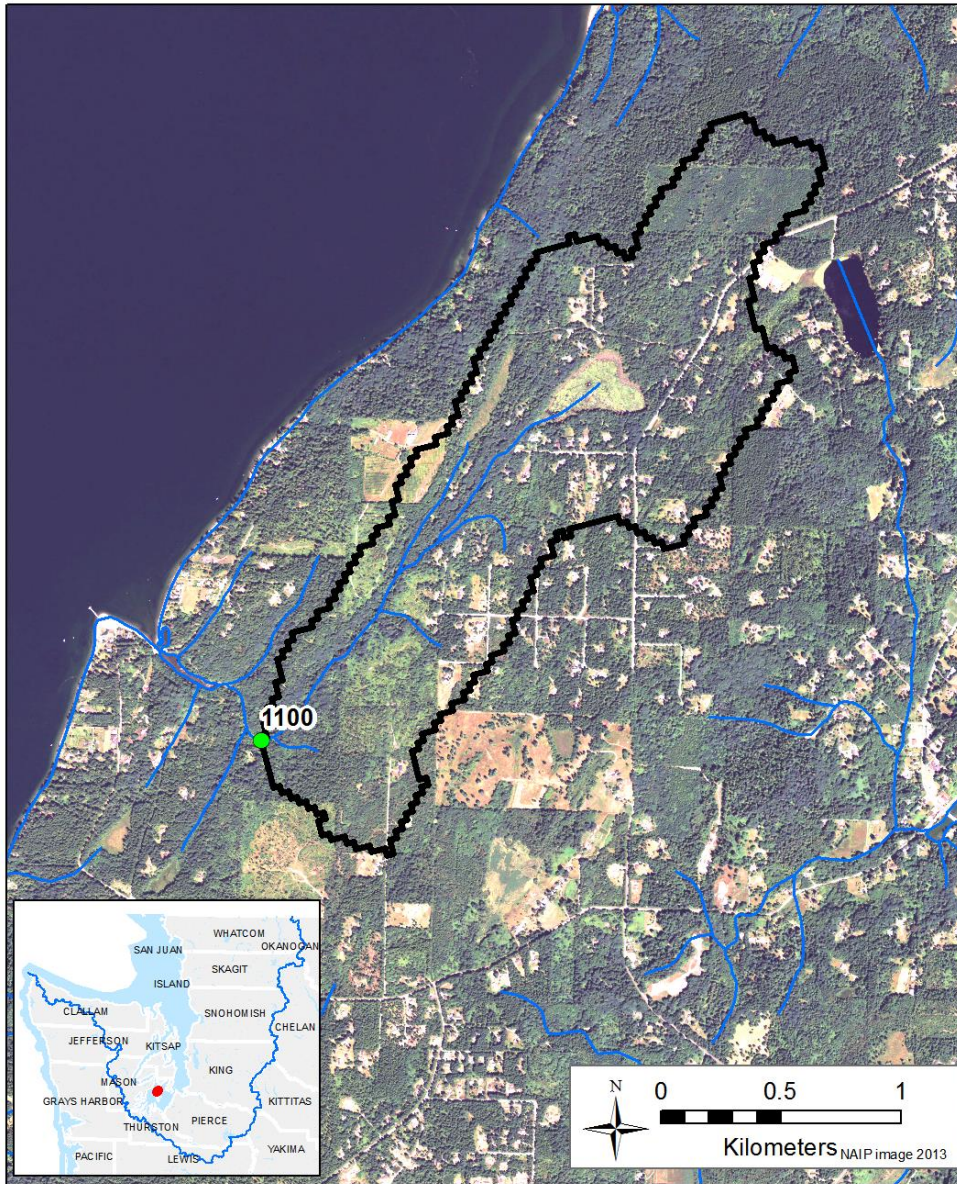 1100
WHATCOM
SAN JUAN
OKANOGAN
SKAGIT
ISLAND
CLALLAM
SNOHOMISH
CHELAN
JEFFERSON
KITSAP
KING
MASON
GRAYS HARBOR
KITTITAS
PIERCE
THURSTON
YAKIMA
PACIFIC
LEWIS
N
0 0.5 1
Kilometers
NAIP image 2013